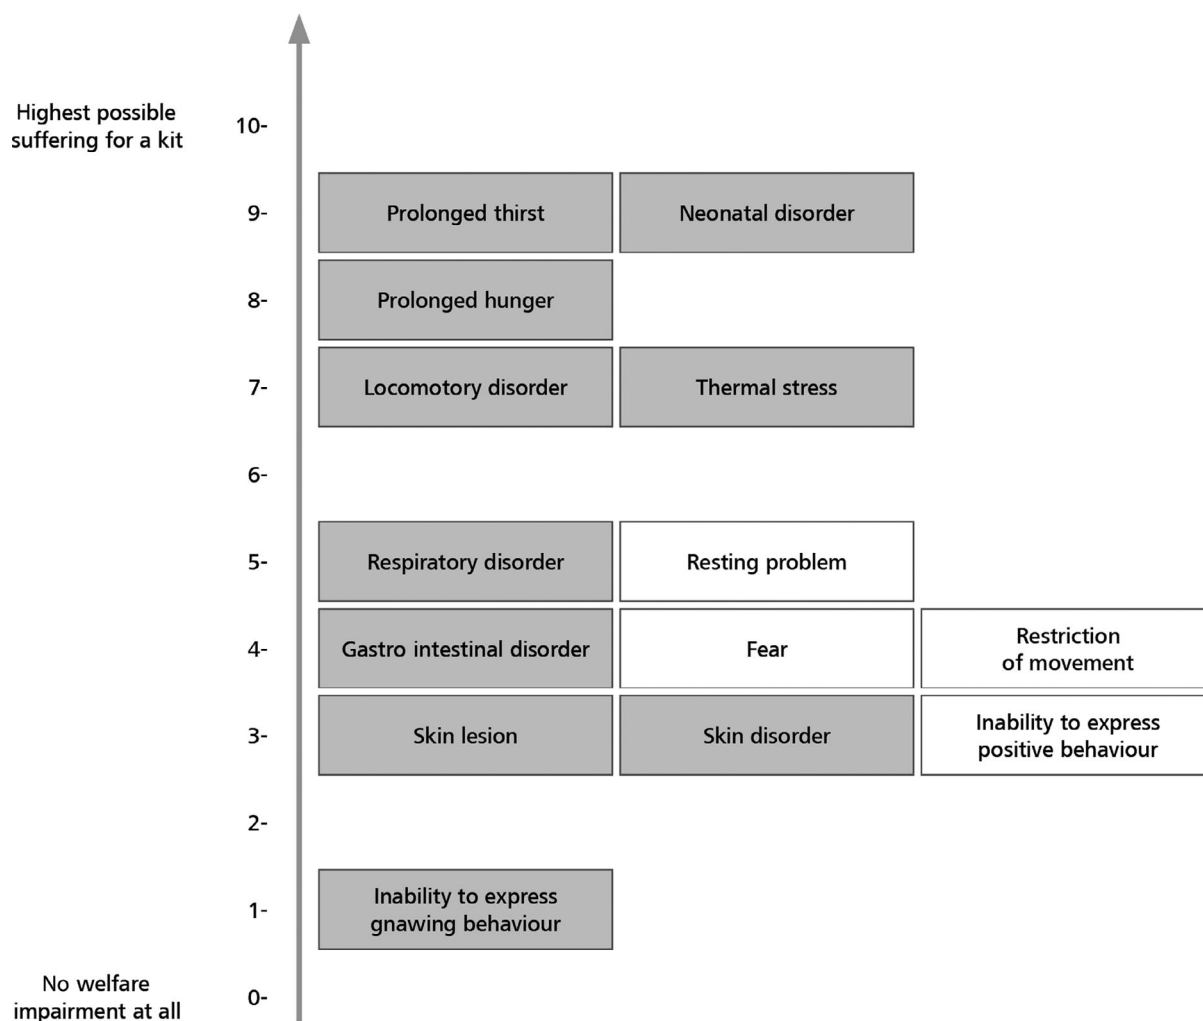 Highest possible
suffering for a kit
10-
9-
Prolonged thirst
Neonatal disorder
8-
Prolonged hunger
7-
Locomotory disorder
Thermal stress
6-
5-
Respiratory disorder
Resting problem
4-
Gastro intestinal disorder
Fear
Restriction
of movement
3-
Skin lesion
Skin disorder
Inability to express
positive behaviour
2-
1-
Inability to express
gnawing behaviour
No welfare
impairment at all
0-